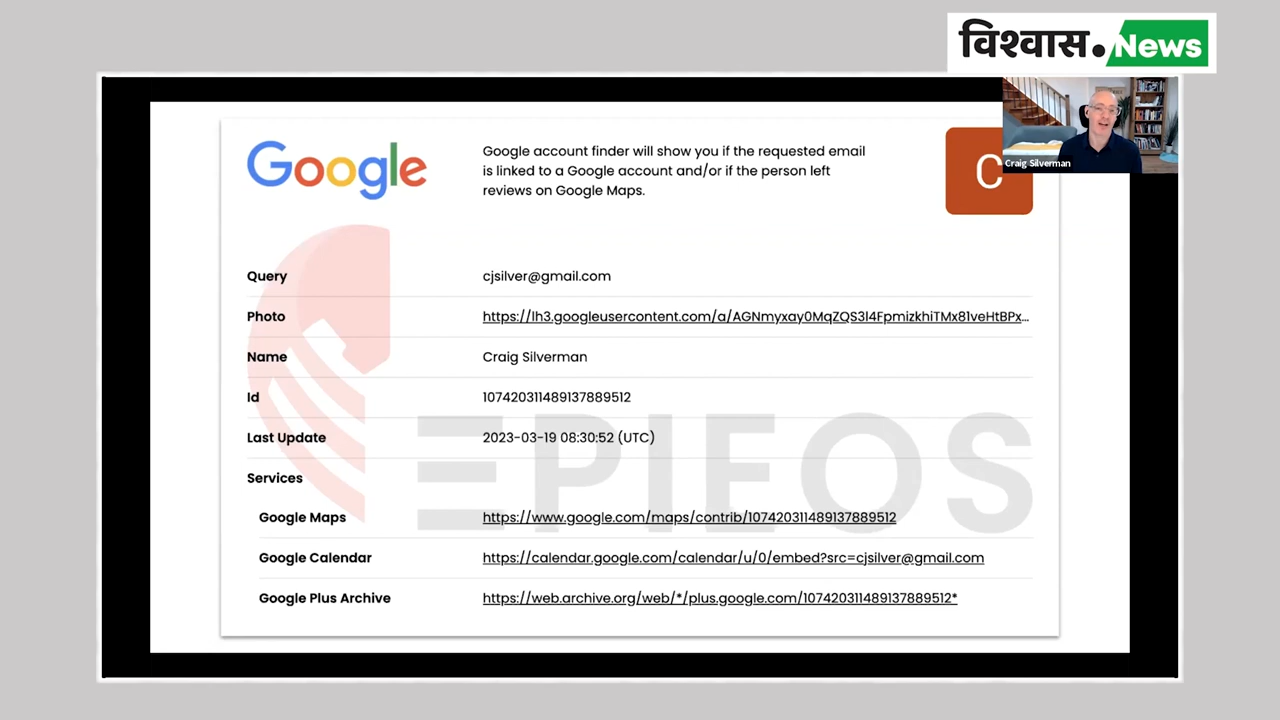 विश्वास.News
Google
Google account finder will show you if the requested email
is linked to a Google account and/or if the person left
reviews on Google Maps.
C
Craig Silverman
Query cjsilver@gmail.com
Photo https://lh3.googleusercontent.com/a/AGNmyxay0MqZQS3l4FpmizkhiTMx81veHtBPx...
Name Craig Silverman
Id 107420311489137889512
Last Update 2023-03-19 08:30:52 (UTC)
Services
Google Maps https://www.google.com/maps/contrib/107420311489137889512
Google Calendar https://calendar.google.com/calendar/u/0/embed?src=cjsilver@gmail.com
Google Plus Archive https://web.archive.org/web/*/plus.google.com/107420311489137889512*
EPIEOS